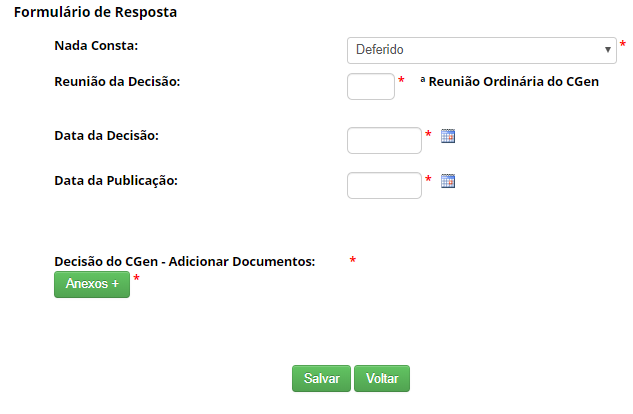 Formulário de Resposta
Nada Consta: Deferido *
Reunião da Decisão: * ª Reunião Ordinária do CGen
Data da Decisão: *
Data da Publicação: *
Decisão do CGen - Adicionar Documentos: *
Anexos + *
Salvar Voltar